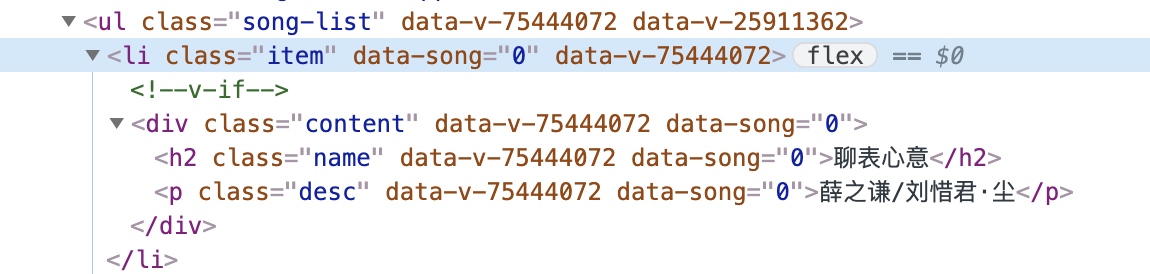 ▼<ul class="song-list" data-v-75444072 data-v-25911362>
▼<li class="item" data-song="0" data-v-75444072> flex == $0
<!--v-if-->
▼<div class="content" data-v-75444072 data-song="0">
<h2 class="name" data-v-75444072 data-song="0">聊表心意</h2>
<p class="desc" data-v-75444072 data-song="0">薛之谦/刘惜君·尘</p>
</div>
</li>